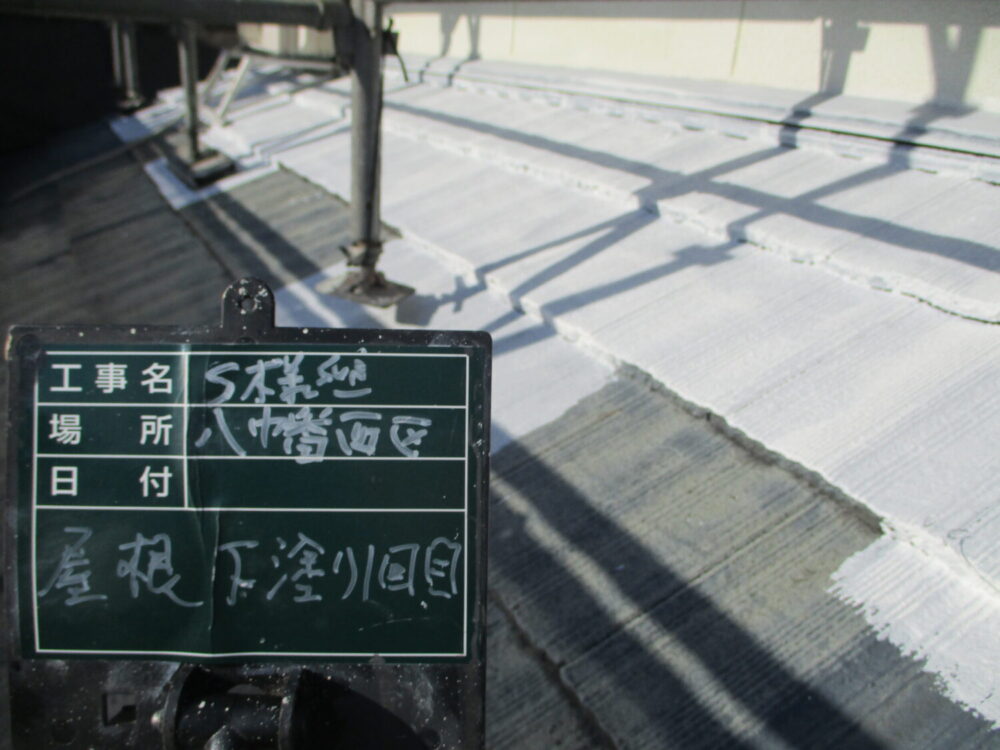 工事名 S様邸
場所 八幡西区
日付
屋根 下塗り1回目